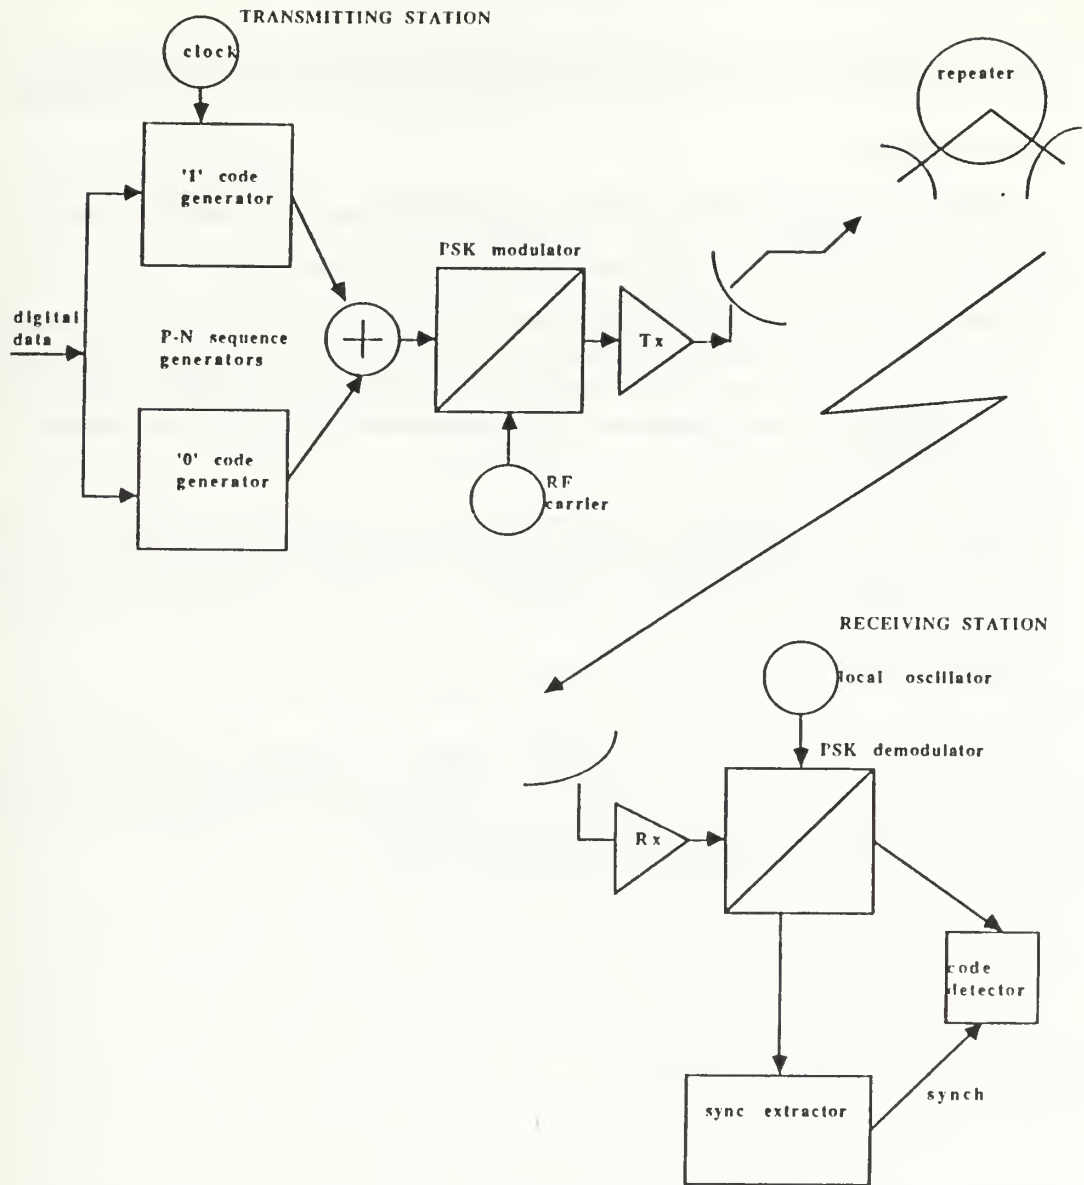 TRANSMITTING STATION
clock
repeater
'1' code
generator
PSK modulator
digital
data
P-N sequence
generators
Tx
'0' code
generator
RF
carrier
RECEIVING STATION
local oscillator
PSK demodulator
Rx
code
detector
sync extractor
synch